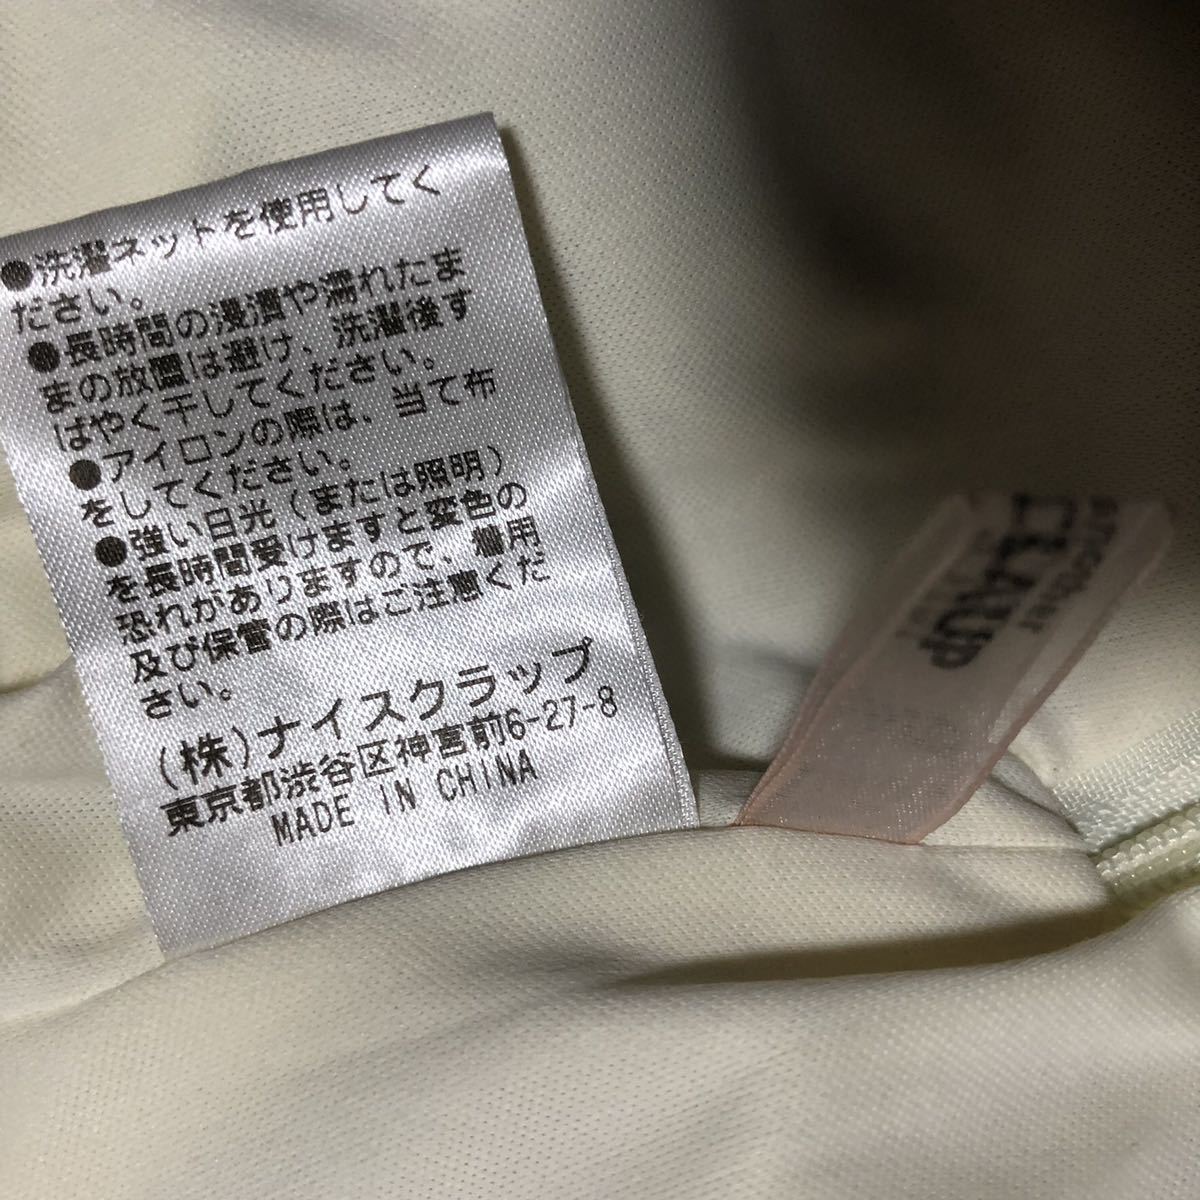 ●洗濯ネットを使用してく
ださい。
●長時間の浸漬や濡れたま
まの放置は避け、洗濯後す
ばやく干してください。
●アイロンの際は、当て布
をしてください。
●強い日光(または照明)
を長時間受けますと変色の
恐れがありますので、着用
及び保管の際はご注意くだ
さい。
(株)ナイスクラップ
東京都渋谷区神宮前6-27-8
MADE IN CHINA
another